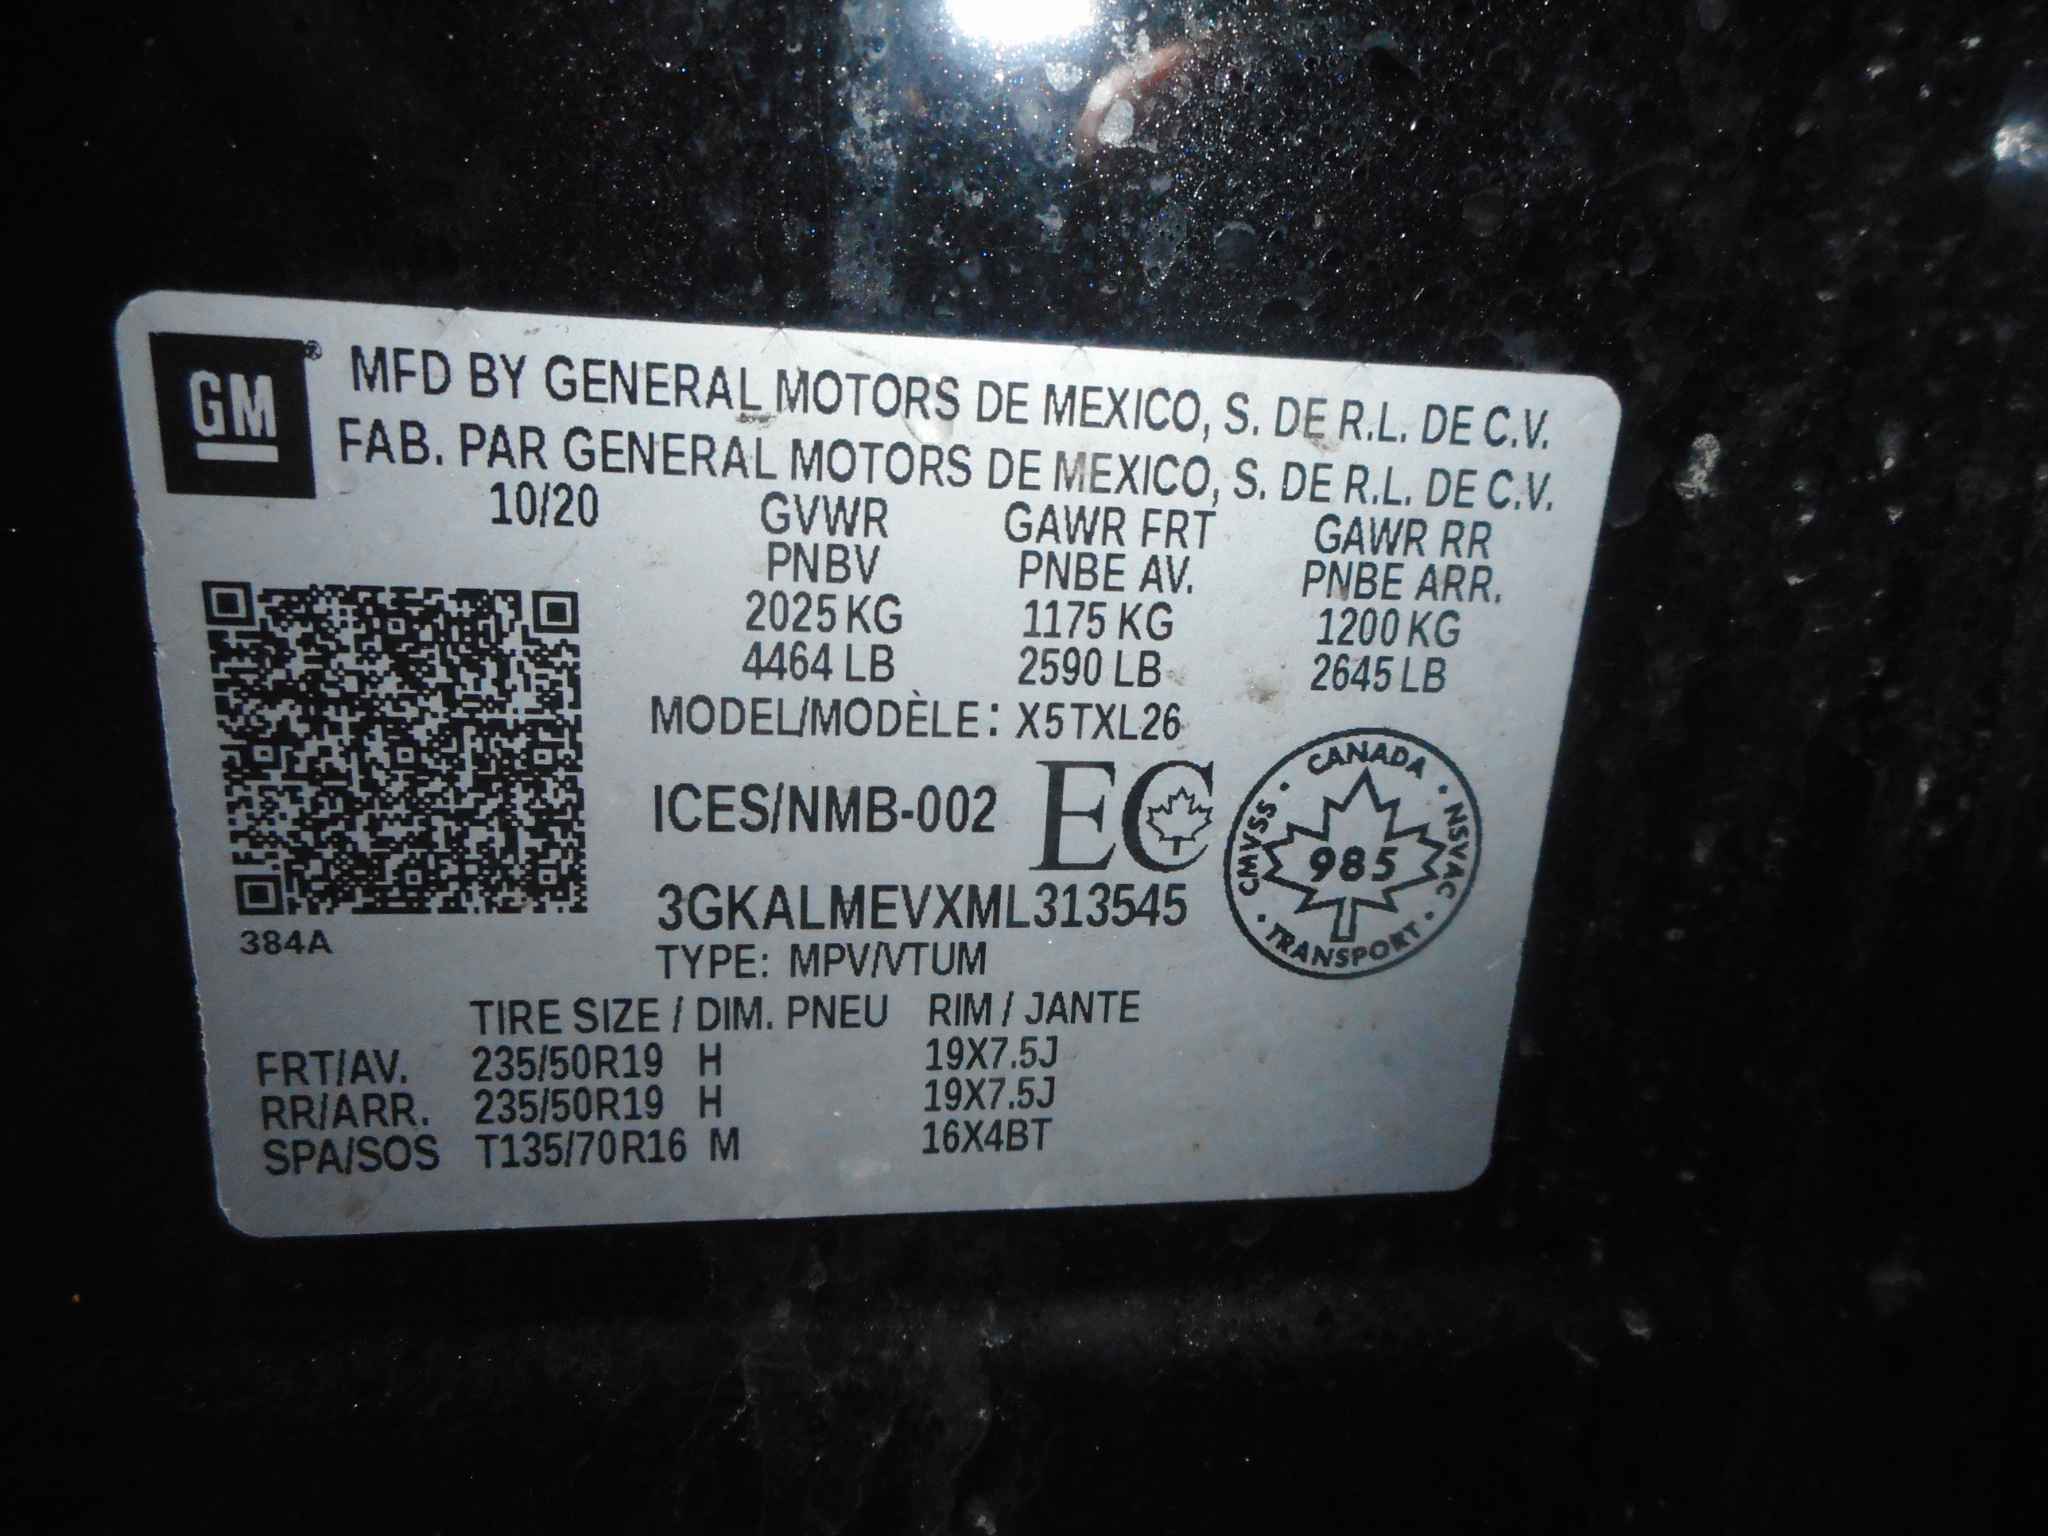 GM ®
MFD BY GENERAL MOTORS DE MEXICO, S. DE R.L. DE C.V.
FAB. PAR GENERAL MOTORS DE MEXICO, S. DE R.L. DE C.V.
10/20 GVWR GAWR FRT GAWR RR
PNBV PNBE AV. PNBE ARR.
2025 KG 1175 KG 1200 KG
4464 LB 2590 LB 2645 LB
MODEL/MODÈLE: X5TXL26
ICES/NMB-002 EC
CANADA · NSVAC · TRANSPORT · CMVSS ·
985
3GKALMEVXML313545
384A
TYPE: MPV/VTUM
TIRE SIZE / DIM. PNEU RIM / JANTE
FRT/AV. 235/50R19 H 19X7.5J
RR/ARR. 235/50R19 H 19X7.5J
SPA/SOS T135/70R16 M 16X4BT